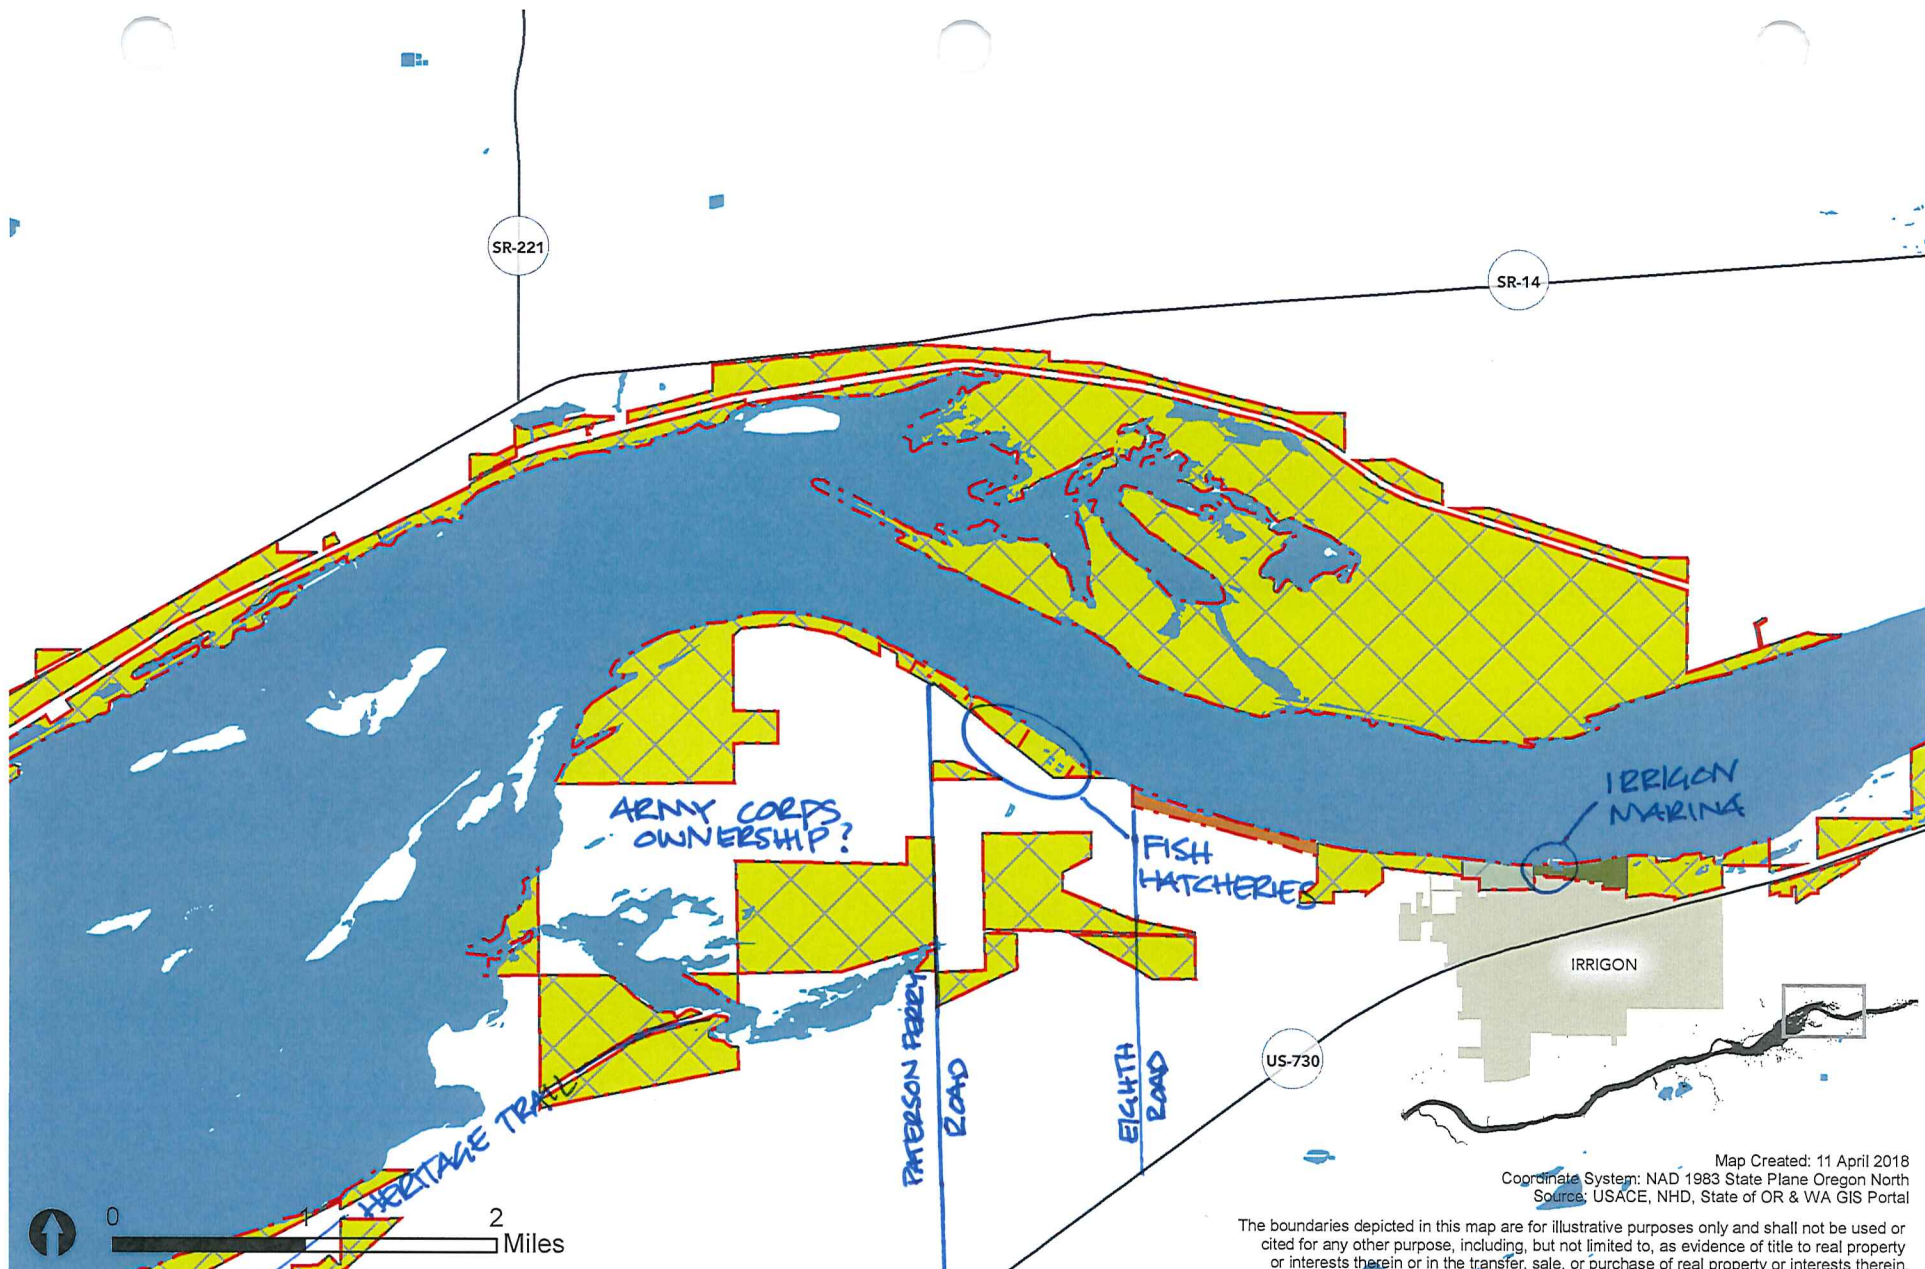 SR-221
SR-14
IRRIGON
MARINA
ARMY CORPS
OWNERSHIP?
FISH
HATCHERIES
IRRIGON
PATERSON FERRY
ROAD
EIGHTH
ROAD
US-730
HERITAGE TRAIL
0 1 2
Miles
Map Created: 11 April 2018
Coordinate System: NAD 1983 State Plane Oregon North
Source: USACE, NHD, State of OR & WA GIS Portal
The boundaries depicted in this map are for illustrative purposes only and shall not be used or
cited for any other purpose, including, but not limited to, as evidence of title to real property
or interests therein or in the transfer, sale, or purchase of real property or interests therein.